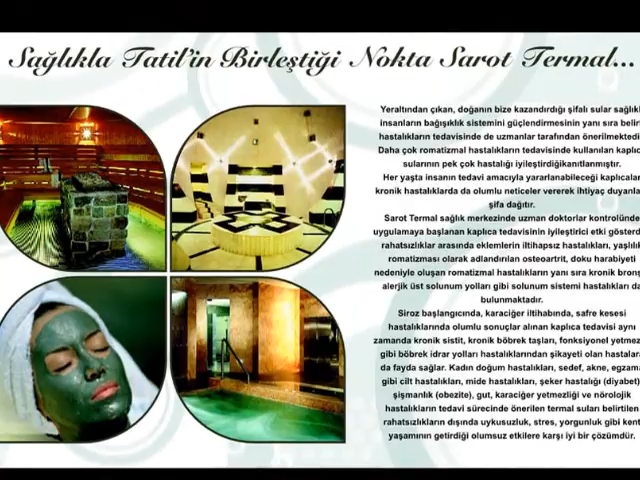 Sağlıkla Tatil'in Birleştiği Nokta Sarot Termal...
Yeraltından çıkan, doğanın bize kazandırdığı şifalı sular sağlıkl
insanların bağışıklık sistemini güçlendirmesinin yanı sıra belir
hastalıkların tedavisinde de uzmanlar tarafından önerilmektedi
Daha çok romatizmal hastalıkların tedavisinde kullanılan kaplıc
sularının pek çok hastalığı iyileştirdiğikanıtlanmıştır.
Her yaşta insanın tedavi amacıyla yararlanabileceği kaplıcalar
kronik hastalıklarda da olumlu neticeler vererek ihtiyaç duyanla
şifa dağıtır.
Sarot Termal sağlık merkezinde uzman doktorlar kontrolünde
uygulamaya başlanan kaplıca tedavisinin iyileştirici etki gösterd
rahatsızlıklar arasında eklemlerin iltihapsız hastalıkları, yaşlılık
romatizması olarak adlandırılan osteoartrit, doku harabiyeti
nedeniyle oluşan romatizmal hastalıkların yanı sıra kronik bronş
alerjik üst solunum yolları gibi solunum sistemi hastalıkları da
bulunmaktadır.
Siroz başlangıcında, karaciğer iltihabında, safre kesesi
hastalıklarında olumlu sonuçlar alınan kaplıca tedavisi aynı
zamanda kronik sistit, kronik böbrek taşları, fonksiyonel yetmez
gibi böbrek idrar yolları hastalıklarından şikayeti olan hastalara
da fayda sağlar. Kadın doğum hastalıkları, sedef, akne, egzama
gibi cilt hastalıkları, mide hastalıkları, şeker hastalığı (diyabet)
şişmanlık (obezite), gut, karaciğer yetmezliği ve nörolojik
hastalıkların tedavi sürecinde önerilen termal suları belirtilen
rahatsızlıkların dışında uykusuzluk, stres, yorgunluk gibi kent
yaşamının getirdiği olumsuz etkilere karşı iyi bir çözümdür.